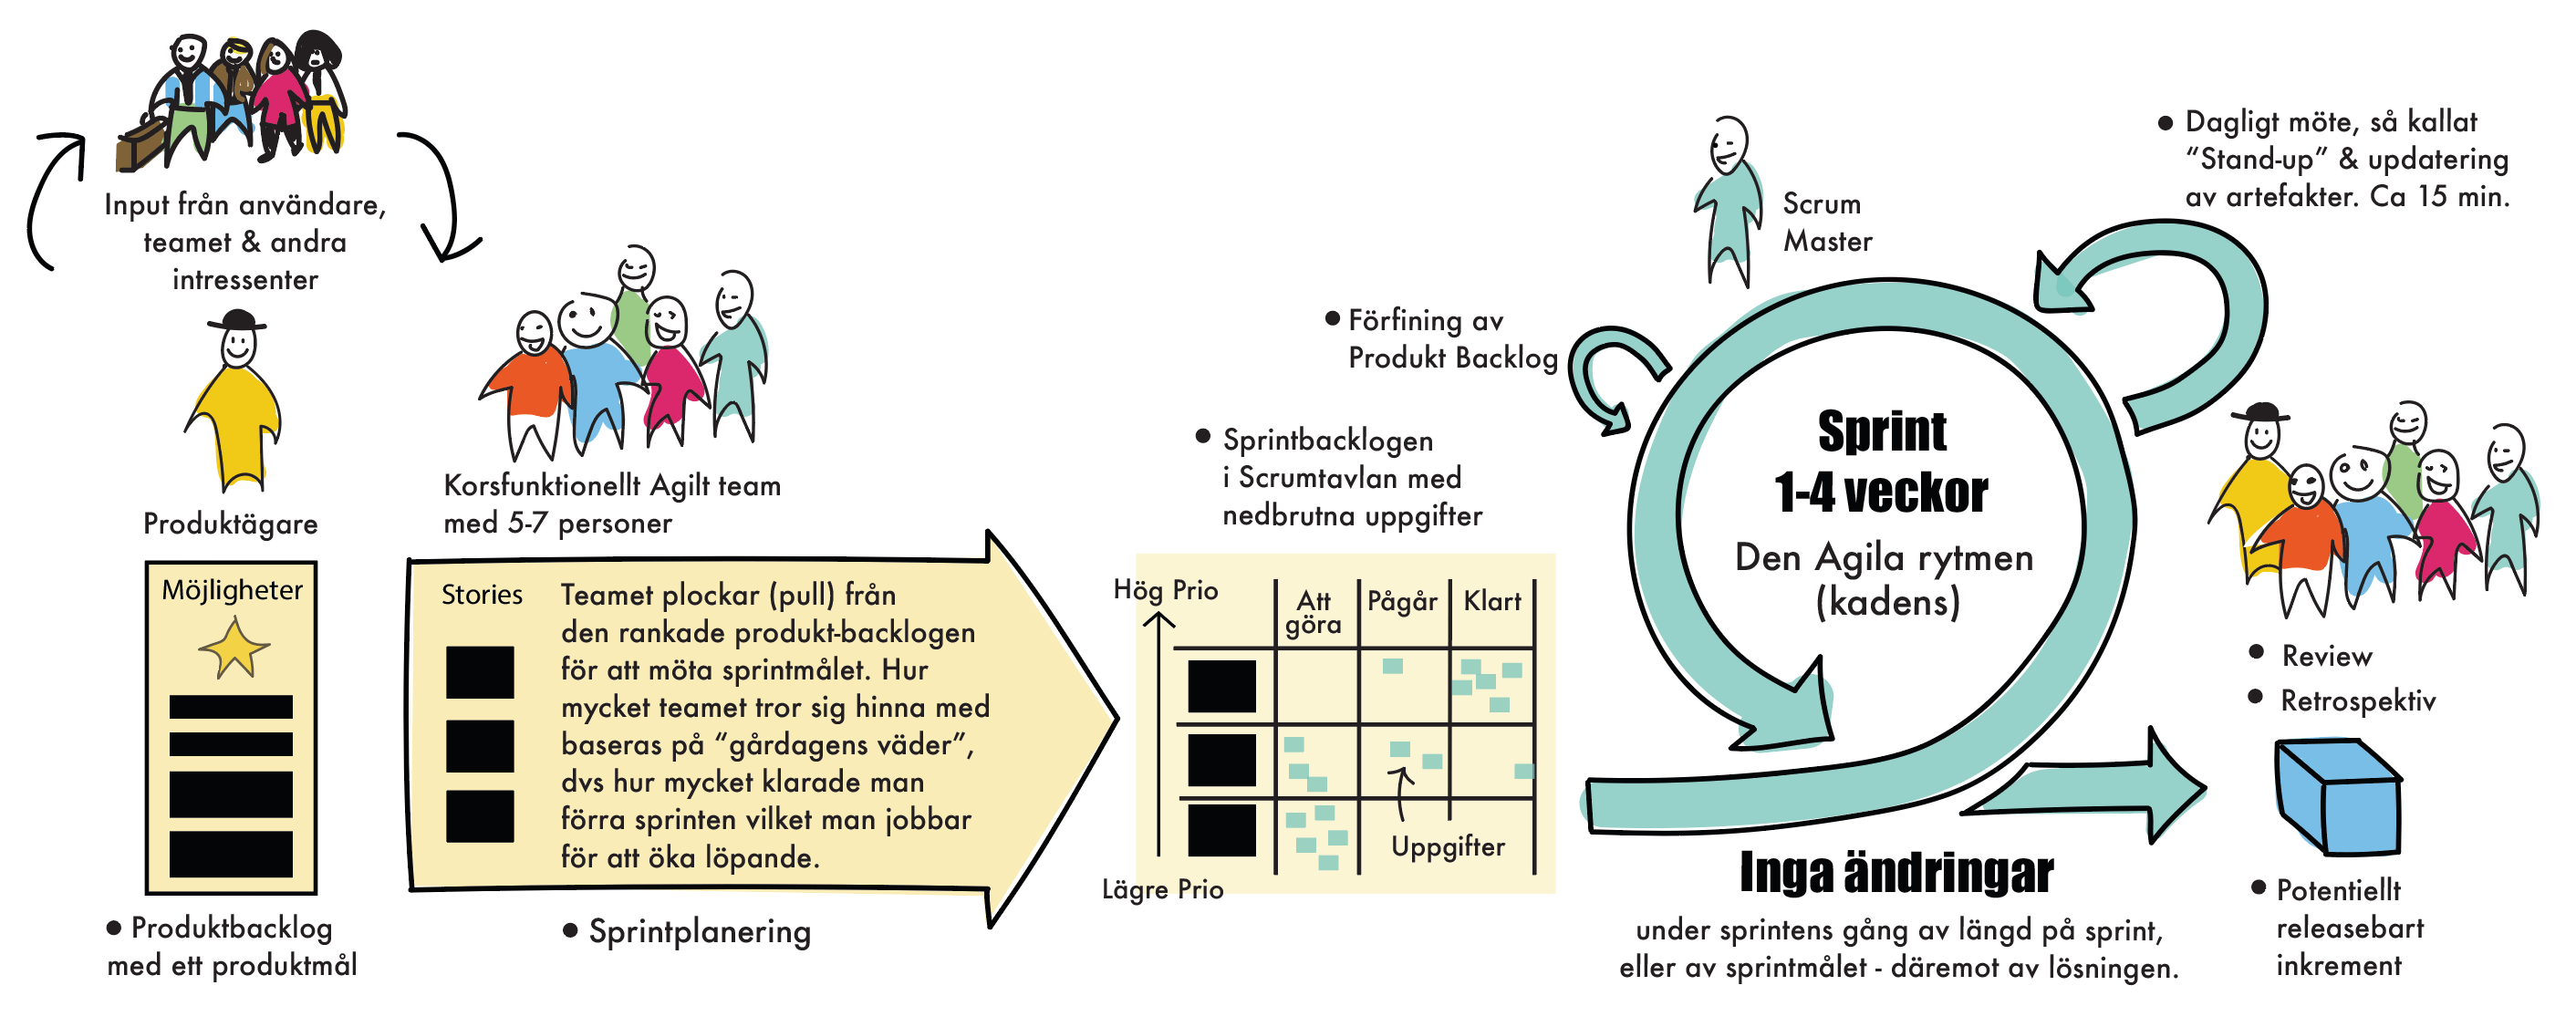 Input från användare,
teamet & andra
intressenter
Produktägare
Möjligheter
● Produktbacklog
med ett produktmål
Korsfunktionellt Agilt team
med 5-7 personer
Stories
Teamet plockar (pull) från
den rankade produkt-backlogen
för att möta sprintmålet. Hur
mycket teamet tror sig hinna med
baseras på “gårdagens väder”,
dvs hur mycket klarade man
förra sprinten vilket man jobbar
för att öka löpande.
● Sprintplanering
● Förfining av
Produkt Backlog
● Sprintbacklogen
i Scrumtavlan med
nedbrutna uppgifter
Hög Prio
Att
göra
Pågår
Klart
Uppgifter
Lägre Prio
Scrum
Master
Sprint
1-4 veckor
Den Agila rytmen
(kadens)
Inga ändringar
under sprintens gång av längd på sprint,
eller av sprintmålet - däremot av lösningen.
● Dagligt möte, så kallat
“Stand-up” & updatering
av artefakter. Ca 15 min.
● Review
● Retrospektiv
● Potentiellt
releasebart
inkrement